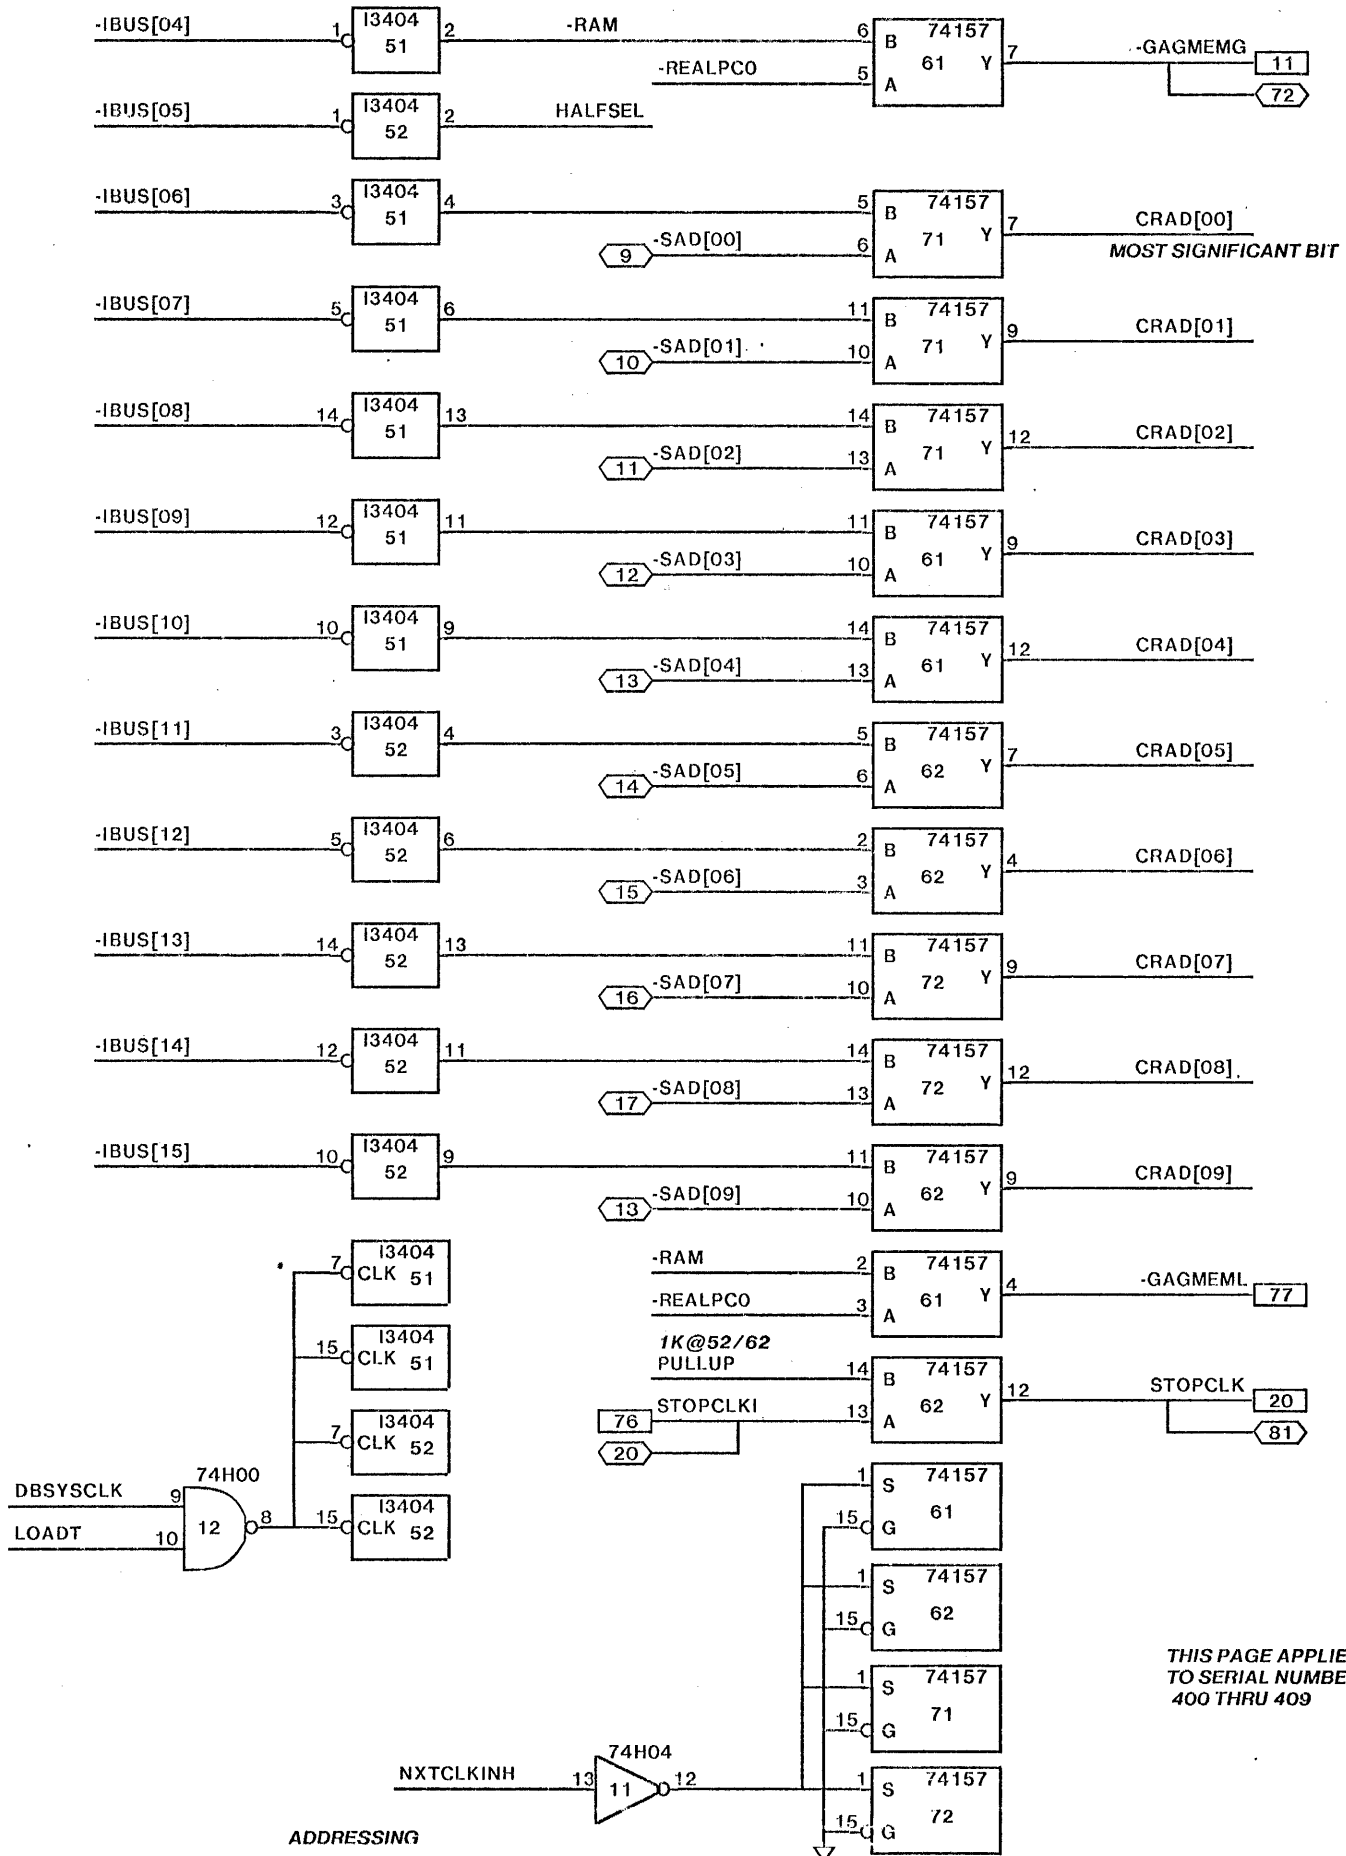 -IBUS[04] 1 I3404 51 2 -RAM 6 B 74157 61 Y 7 -GAGMEMG 11
-REALPC0 5 A 72
-IBUS[05] 1 I3404 52 2 HALFSEL
-IBUS[06] 3 I3404 51 4 5 B 74157 71 Y 7 CRAD[00]
9 -SAD[00] 6 A MOST SIGNIFICANT BIT
-IBUS[07] 5 I3404 51 6 11 B 74157 71 Y 9 CRAD[01]
10 -SAD[01] 10 A
-IBUS[08] 14 I3404 51 13 14 B 74157 71 Y 12 CRAD[02]
11 -SAD[02] 13 A
-IBUS[09] 12 I3404 51 11 11 B 74157 61 Y 9 CRAD[03]
12 -SAD[03] 10 A
-IBUS[10] 10 I3404 51 9 14 B 74157 61 Y 12 CRAD[04]
13 -SAD[04] 13 A
-IBUS[11] 3 I3404 52 4 5 B 74157 62 Y 7 CRAD[05]
14 -SAD[05] 6 A
-IBUS[12] 5 I3404 52 6 2 B 74157 62 Y 4 CRAD[06]
15 -SAD[06] 3 A
-IBUS[13] 14 I3404 52 13 11 B 74157 72 Y 9 CRAD[07]
16 -SAD[07] 10 A
-IBUS[14] 12 I3404 52 11 14 B 74157 72 Y 12 CRAD[08]
17 -SAD[08] 13 A
-IBUS[15] 10 I3404 52 9 11 B 74157 62 Y 9 CRAD[09]
13 -SAD[09] 10 A
7 CLK I3404 51 -RAM 2 B 74157 61 Y 4 -GAGMEML 77
-REALPC0 3 A
15 CLK I3404 51 1K@52/62
PULLUP 14 B 74157 62 Y 12 STOPCLK 20
76 STOPCLKI 13 A 81
20
7 CLK I3404 52
74H00
DBSYSCLK 9
LOADT 10 12 8 15 CLK I3404 52
1 S 74157 61
15 G
1 S 74157 62
15 G
THIS PAGE APPLIE
TO SERIAL NUMBE
400 THRU 409
1 S 74157 71
15 G
74H04
NXTCLKINH 13 11 12 1 S 74157 72
15 G
ADDRESSING